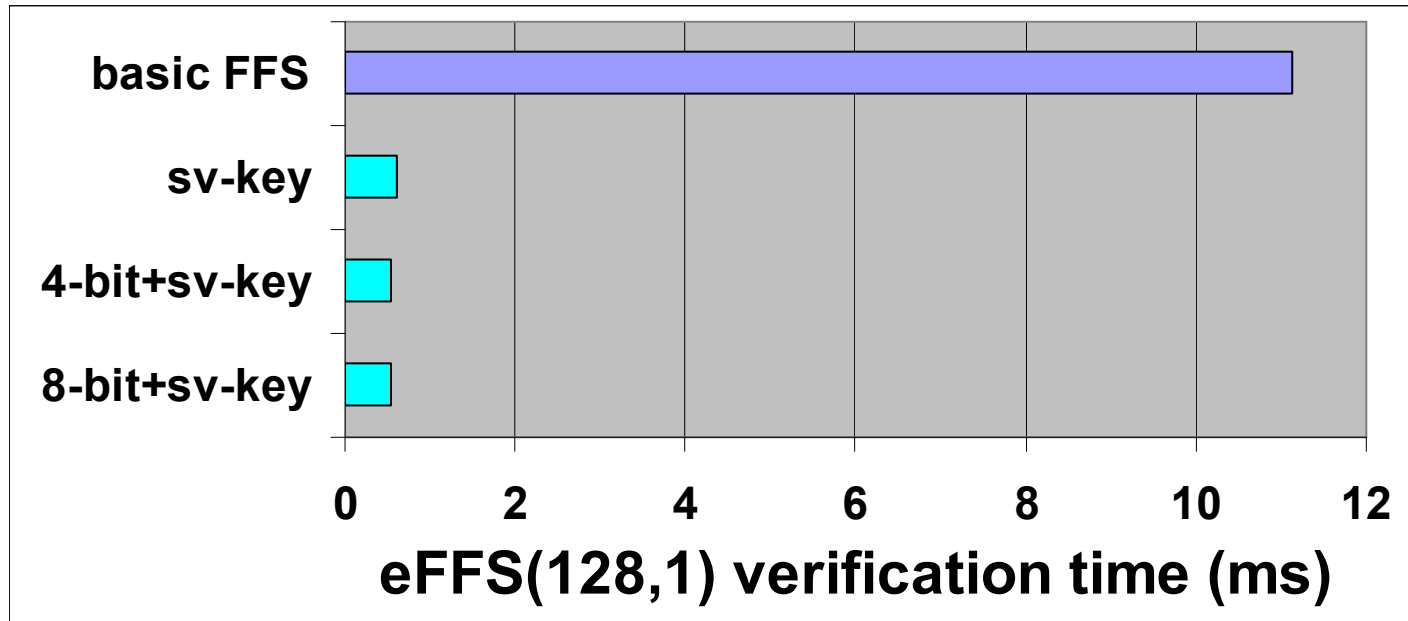 basic FFS
sv-key
4-bit+sv-key
8-bit+sv-key
0 2 4 6 8 10 12
eFFS(128,1) verification time (ms)